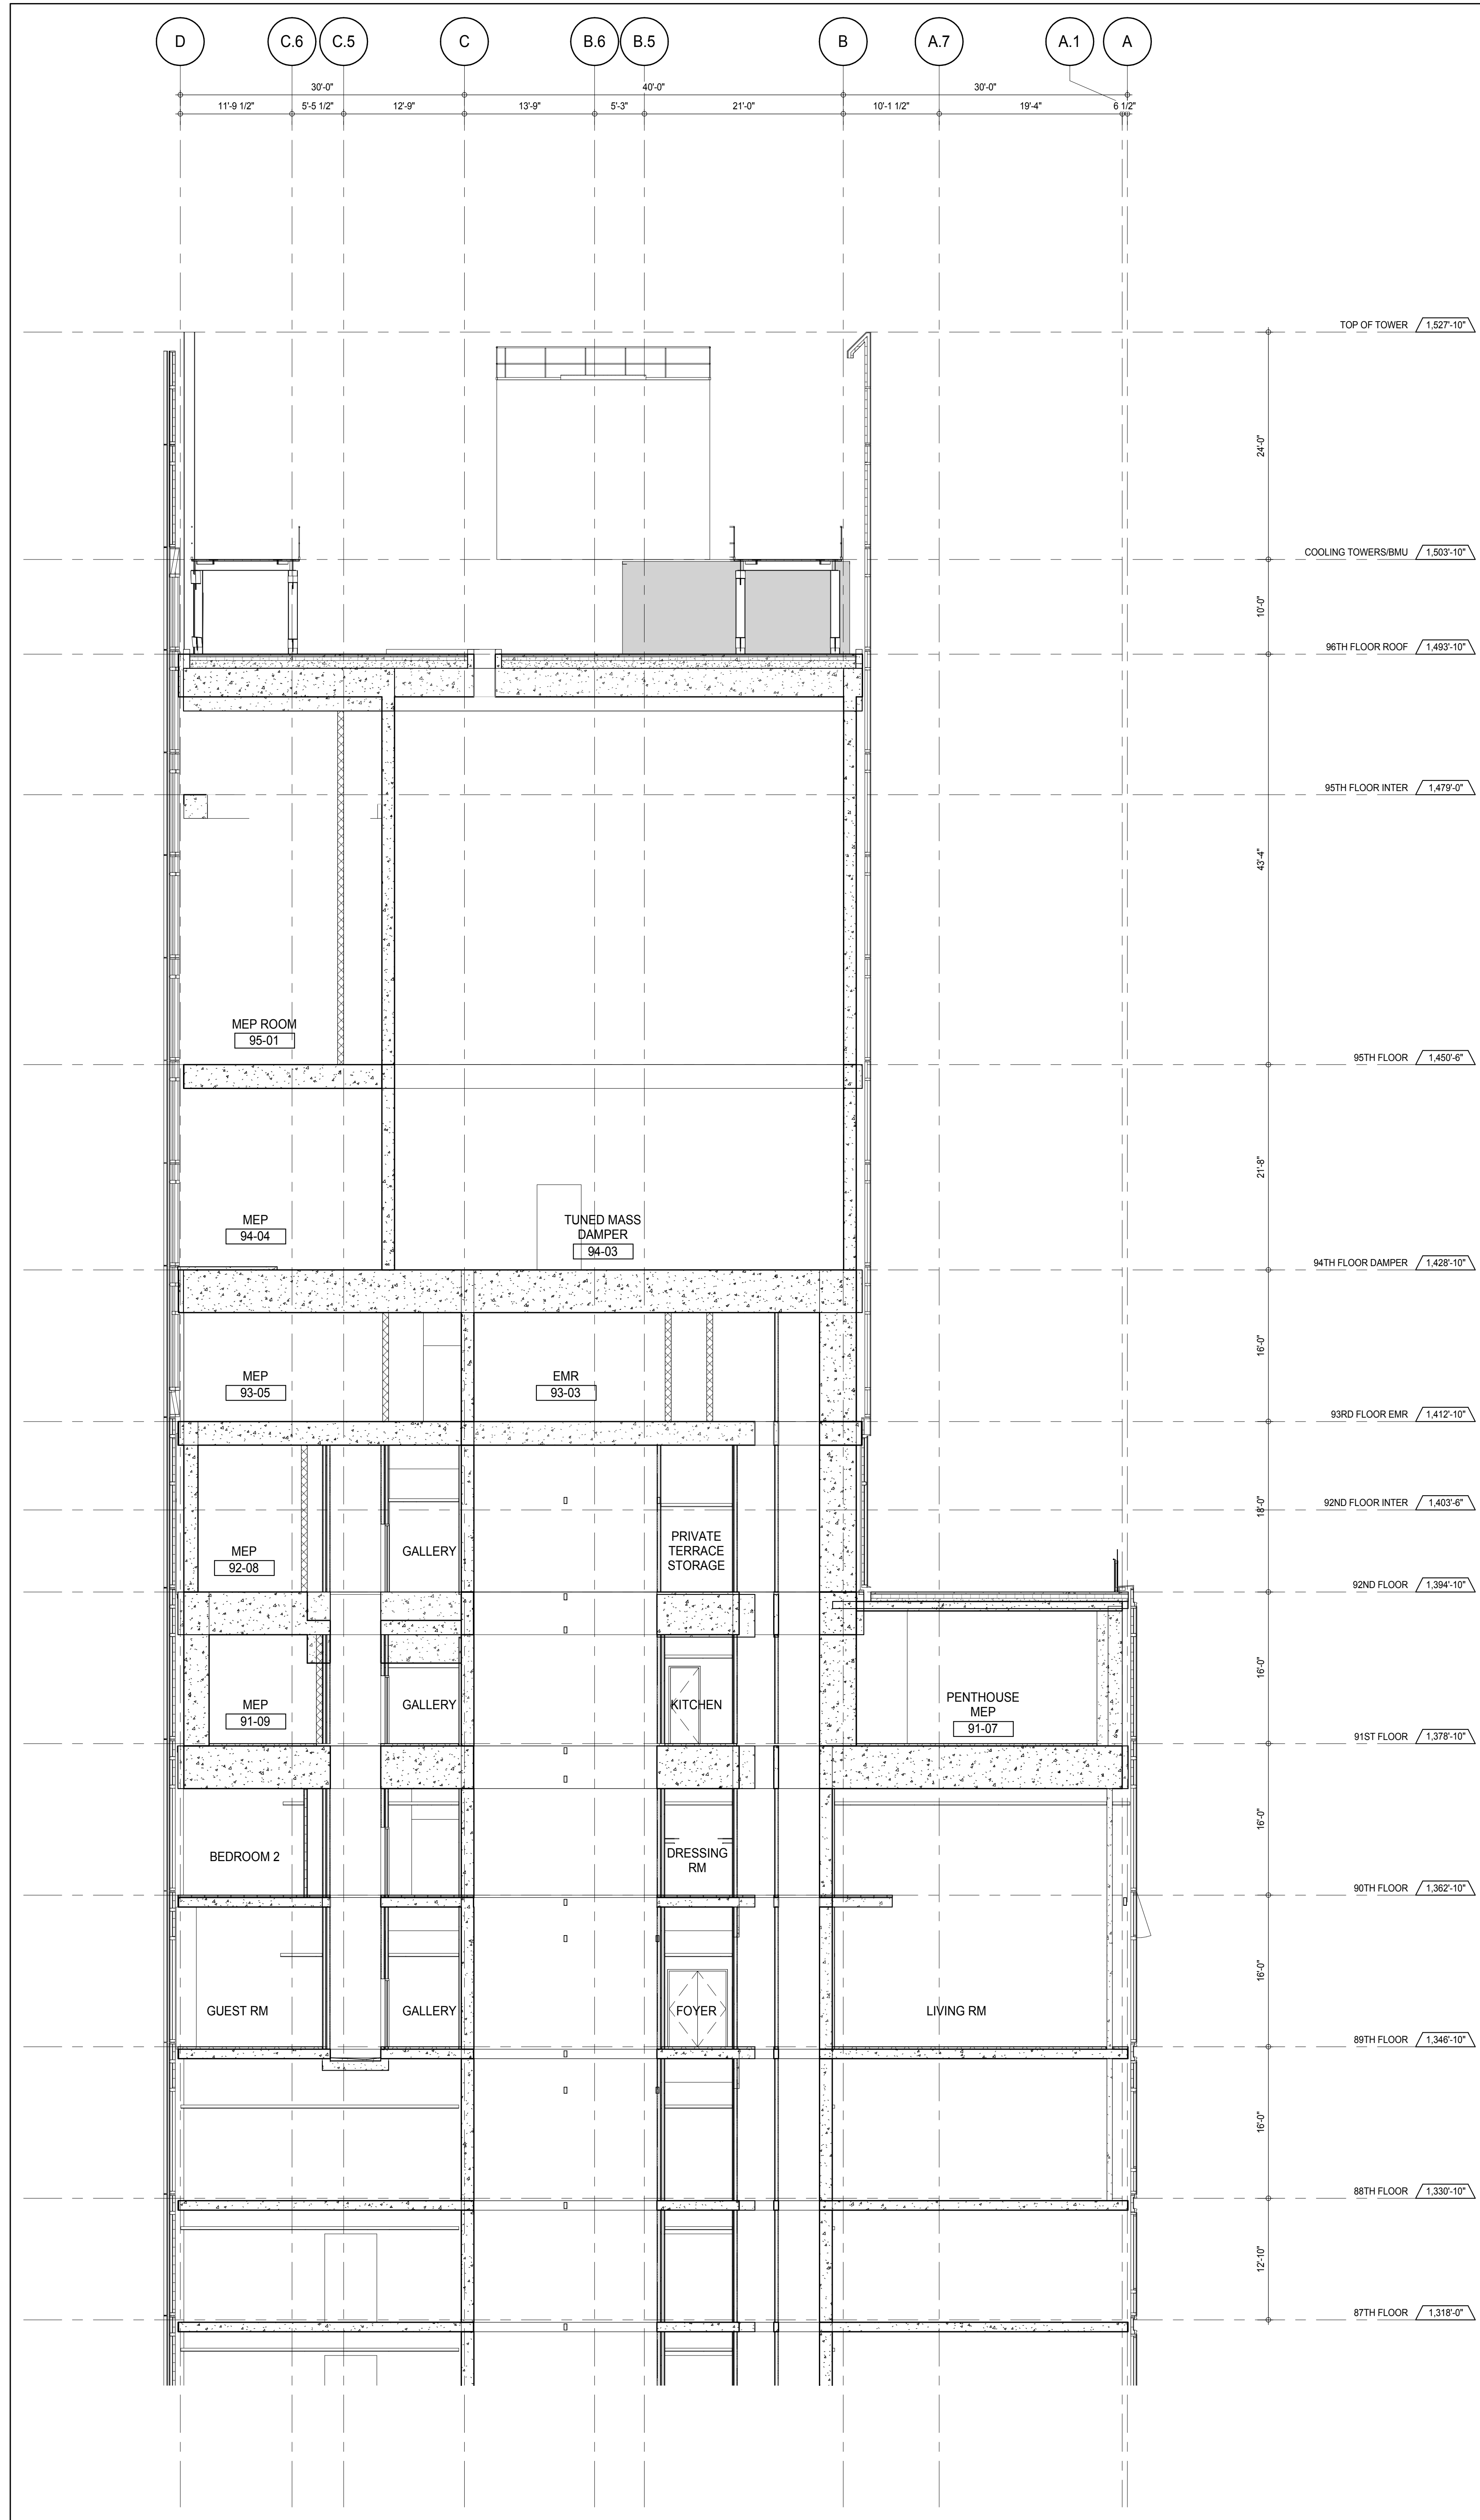 D C.6 C.5 C B.6 B.5 B A.7 A.1 A
30'-0" 40'-0" 30'-0"
11'-9 1/2" 5'-5 1/2" 12'-9" 13'-9" 5'-3" 21'-0" 10'-1 1/2" 19'-4" 6 1/2"
TOP OF TOWER 1,527'-10"
24'-0"
COOLING TOWERS/BMU 1,503'-10"
10'-0"
96TH FLOOR ROOF 1,493'-10"
95TH FLOOR INTER 1,479'-0"
43'-4"
MEP ROOM
95-01
95TH FLOOR 1,450'-6"
21'-8"
MEP
94-04
TUNED MASS
DAMPER
94-03
94TH FLOOR DAMPER 1,428'-10"
16'-0"
MEP
93-05
EMR
93-03
93RD FLOOR EMR 1,412'-10"
18'-0"
92ND FLOOR INTER 1,403'-6"
MEP
92-08
GALLERY
PRIVATE
TERRACE
STORAGE
92ND FLOOR 1,394'-10"
16'-0"
MEP
91-09
GALLERY
KITCHEN
PENTHOUSE
MEP
91-07
91ST FLOOR 1,378'-10"
16'-0"
BEDROOM 2
DRESSING
RM
90TH FLOOR 1,362'-10"
16'-0"
GUEST RM
GALLERY
FOYER
LIVING RM
89TH FLOOR 1,346'-10"
16'-0"
88TH FLOOR 1,330'-10"
12'-10"
87TH FLOOR 1,318'-0"